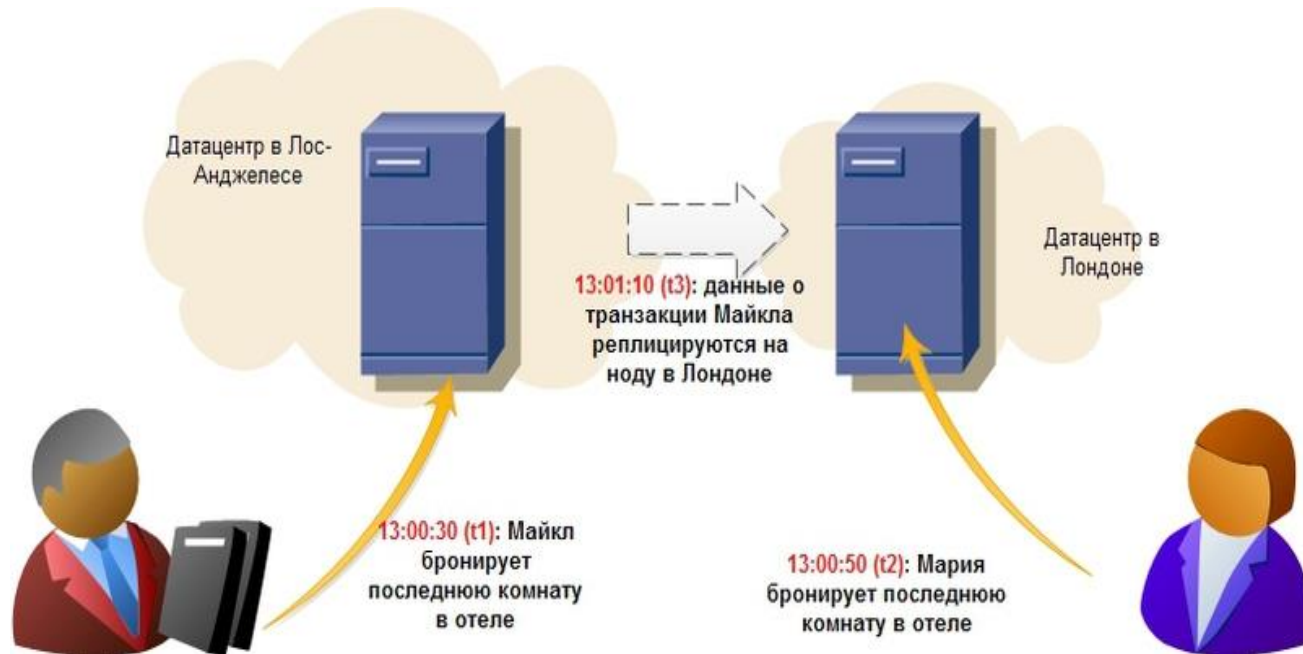 Датацентр в Лос-
Анджелесе
Датацентр в
Лондоне
13:01:10 (t3): данные о
транзакции Майкла
реплицируются на
ноду в Лондоне
13:00:30 (t1): Майкл
бронирует
последнюю комнату
в отеле
13:00:50 (t2): Мария
бронирует последнюю
комнату в отеле